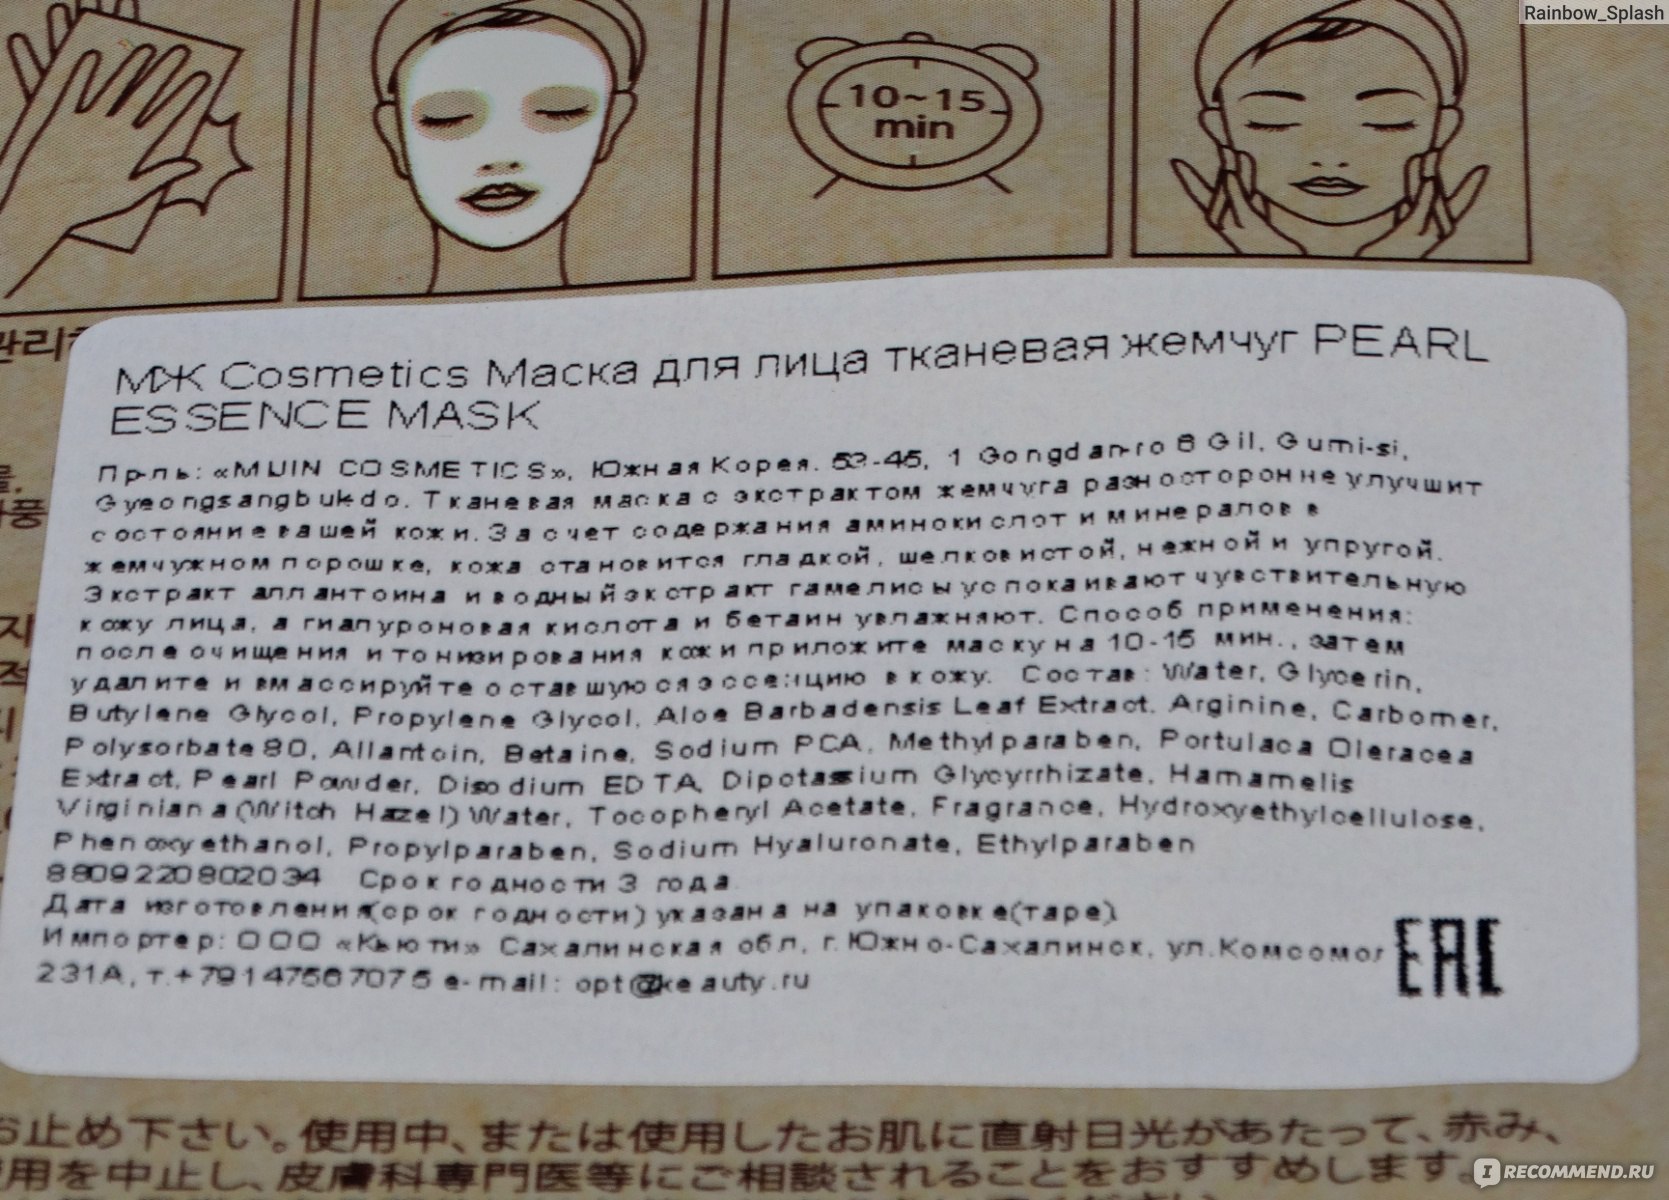 Rainbow_Splash
10~15
min
관리
MЖK Cosmetics Маска для лица тканевая жемчуг PEARL
ESSENCE MASK
Пр-ль: «MIJIN COSMETICS», Южная Корея. 53-45, 1 Gongdan-ro 6 Gil, Gumi-si,
Gyeongsangbuk-do. Тканевая маска с экстрактом жемчуга разносторонне улучшит
состояние вашей кожи. За счет содержания аминокислот и минералов в
жемчужном порошке, кожа становится гладкой, шелковистой, нежной и упругой.
Экстракт аллантоина и водный экстракт гамелисы успокаивают чувствительную
кожу лица, а гиалуроновая кислота и бетаин увлажняют. Способ применения:
после очищения и тонизирования кожи приложите маску на 10-15 мин., затем
удалите и вмассируйте оставшуюся эссенцию в кожу. Состав: Water, Glycerin,
Butylene Glycol, Propylene Glycol, Aloe Barbadensis Leaf Extract. Arginine, Carbomer,
Polysorbate 80, Allantoin, Betaine, Sodium PCA, Methylparaben, Portulaca Oleracea
Extract, Pearl Powder, Disodium EDTA, Dipotassium Glycyrrhizate, Hamamelis
Virginiana (Witch Hazel) Water, Tocopheryl Acetate, Fragrance, Hydroxyethylcellulose,
Phenoxyethanol, Propylparaben, Sodium Hyaluronate, Ethylparaben
8809220802034 Срок годности 3 года
Дата изготовления(срок годности) указана на упаковке(таре).
Импортер: ООО «Кьюти» Сахалинская обл, г.Южно-Сахалинск, ул.Комсомол
231А, т.+79147567075 e-mail: opt@keauty.ru
EAC
お止め下さい。使用中、または使用したお肌に直射日光があたって、赤み、
使用を中止し、皮膚科専門医等にご相談されることをおすすめします。
IRECOMMEND.RU